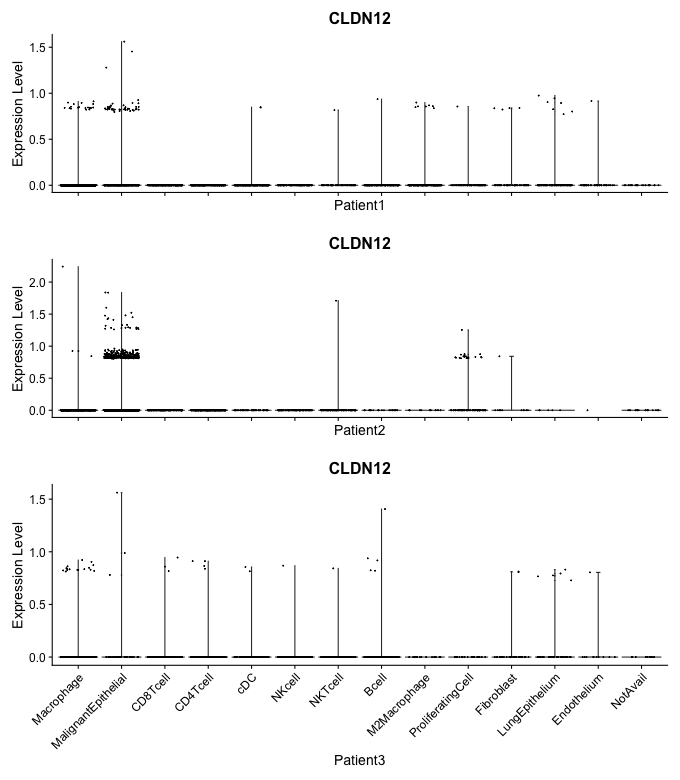 CLDN12
Expression Level
1.5
1.0
0.5
0.0
Patient1
CLDN12
Expression Level
2.0
1.5
1.0
0.5
0.0
Patient2
CLDN12
Expression Level
1.5
1.0
0.5
0.0
Macrophage
MalignantEpithelial
CD8Tcell
CD4Tcell
cDC
NKcell
NKTcell
Bcell
M2Macrophage
ProliferatingCell
Fibroblast
LungEpithelium
Endothelium
NotAvail
Patient3